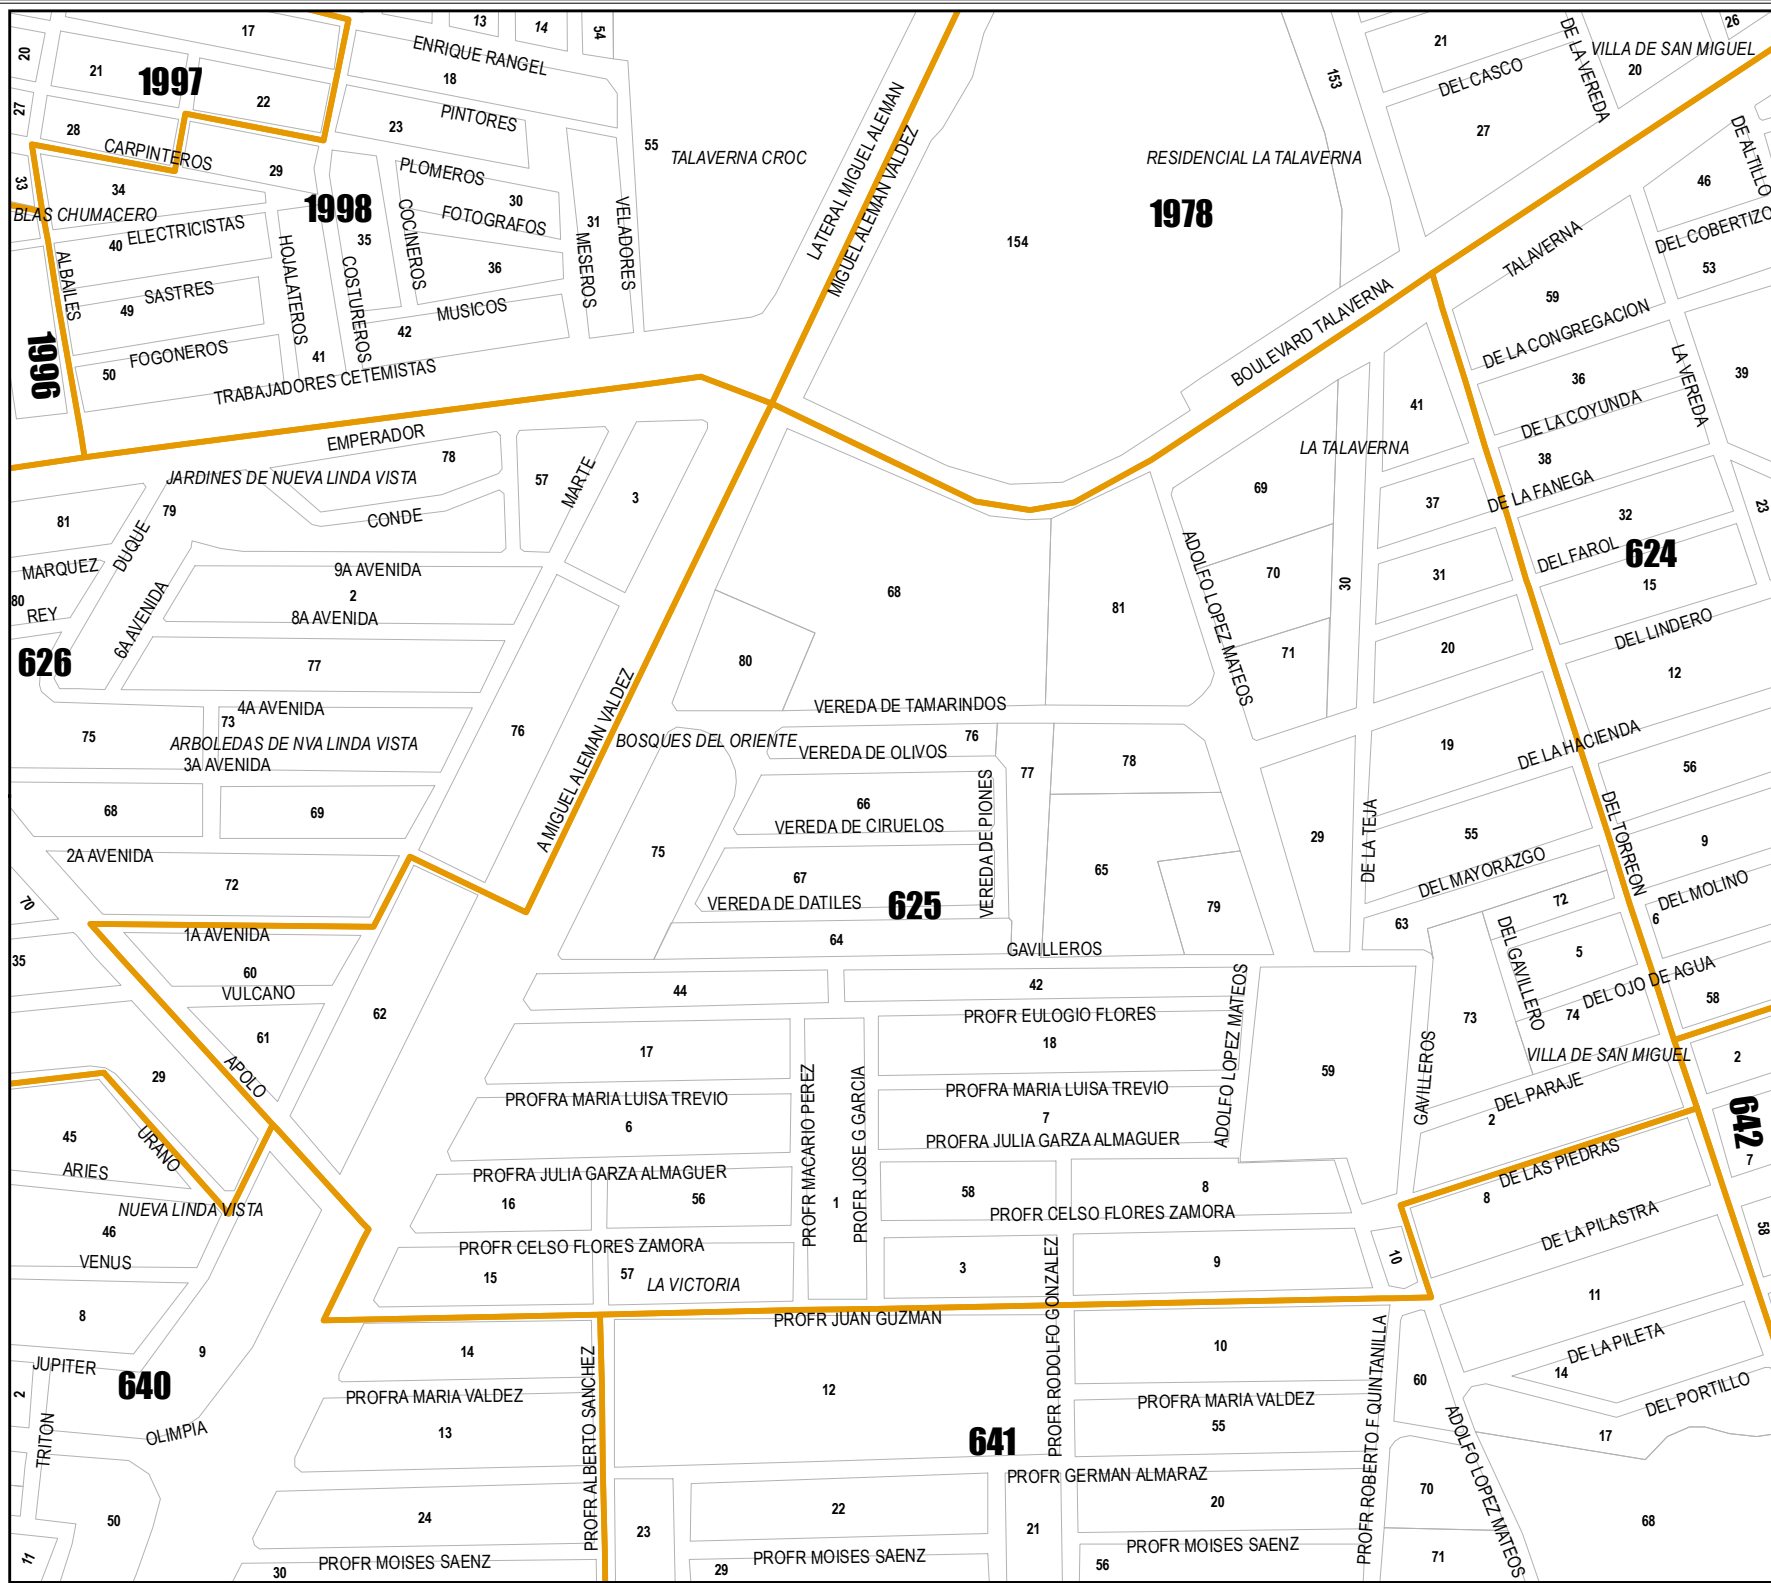 17
13
14
54
20
21
1997
22
ENRIQUE RANGEL
18
PINTORES
23
27
28
CARPINTEROS
29
33
34
BLAS CHUMACERO
40
ELECTRICISTAS
1998
PLOMEROS
30
FOTOGRAFOS
COCINEROS
35
36
31
MESEROS
VELADORES
55
TALAVERNA CROC
ALBAILES
SASTRES
49
HOJALATEROS
COSTUREROS
MUSICOS
42
FOGONEROS
50
41
TRABAJADORES CETEMISTAS
1996
LATERAL MIGUEL ALEMAN
MIGUEL ALEMAN VALDEZ
154
153
RESIDENCIAL LA TALAVERNA
1978
21
DEL CASCO
27
DE LA VEREDA
VILLA DE SAN MIGUEL
20
26
DE ALTILLO
46
DEL COBERTIZO
53
TALAVERNA
59
DE LA CONGREGACION
BOULEVARD TALAVERNA
36
LA VEREDA
39
DE LA COYUNDA
41
LA TALAVERNA
38
DE LA FANEGA
69
37
32
23
DEL FAROL
624
15
EMPERADOR
78
JARDINES DE NUEVA LINDA VISTA
57
MARTE
3
81
79
CONDE
DUQUE
MARQUEZ
80
REY
6A AVENIDA
9A AVENIDA
2
8A AVENIDA
626
77
4A AVENIDA
73
75
ARBOLEDAS DE NVA LINDA VISTA
3A AVENIDA
76
68
69
2A AVENIDA
72
70
A MIGUEL ALEMAN VALDEZ
68
81
80
ADOLFO LOPEZ MATEOS
70
30
31
71
20
DEL LINDERO
12
VEREDA DE TAMARINDOS
BOSQUES DEL ORIENTE
76
VEREDA DE OLIVOS
77
78
66
VEREDA DE CIRUELOS
VEREDA DE PIONES
75
67
VEREDA DE DATILES
625
65
79
64
GAVILLEROS
19
DE LA HACIENDA
56
DE LA TEJA
29
55
DEL TORREON
9
DEL MAYORAZGO
DEL MOLINO
72
6
63
5
DEL GAVILLERO
DEL OJO DE AGUA
58
74
73
VILLA DE SAN MIGUEL
2
1A AVENIDA
35
60
VULCANO
61
62
APOLO
29
45
URANO
ARIES
NUEVA LINDA VISTA
46
VENUS
8
9
JUPITER
640
2
TRITON
OLIMPIA
50
11
44
42
PROFR EULOGIO FLORES
17
18
ADOLFO LOPEZ MATEOS
59
GAVILLEROS
PROFRA MARIA LUISA TREVIO
PROFRA MARIA LUISA TREVIO
6
7
PROFR MACARIO PEREZ
PROFR JOSE G GARCIA
PROFRA JULIA GARZA ALMAGUER
PROFRA JULIA GARZA ALMAGUER
16
56
1
58
8
PROFR CELSO FLORES ZAMORA
PROFR CELSO FLORES ZAMORA
15
57
LA VICTORIA
3
9
10
DEL PARAJE
2
642
7
DE LAS PIEDRAS
8
DE LA PILASTRA
58
11
DE LA PILETA
14
DEL PORTILLO
17
PROFR JUAN GUZMAN
PROFR RODOLFO GONZALEZ
14
PROFR ALBERTO SANCHEZ
PROFRA MARIA VALDEZ
13
12
10
PROFRA MARIA VALDEZ
55
641
PROFR ROBERTO F QUINTANILLA
60
ADOLFO LOPEZ MATEOS
PROFR GERMAN ALMARAZ
24
23
22
21
20
70
68
PROFR MOISES SAENZ
PROFR MOISES SAENZ
PROFR MOISES SAENZ
30
29
56
71